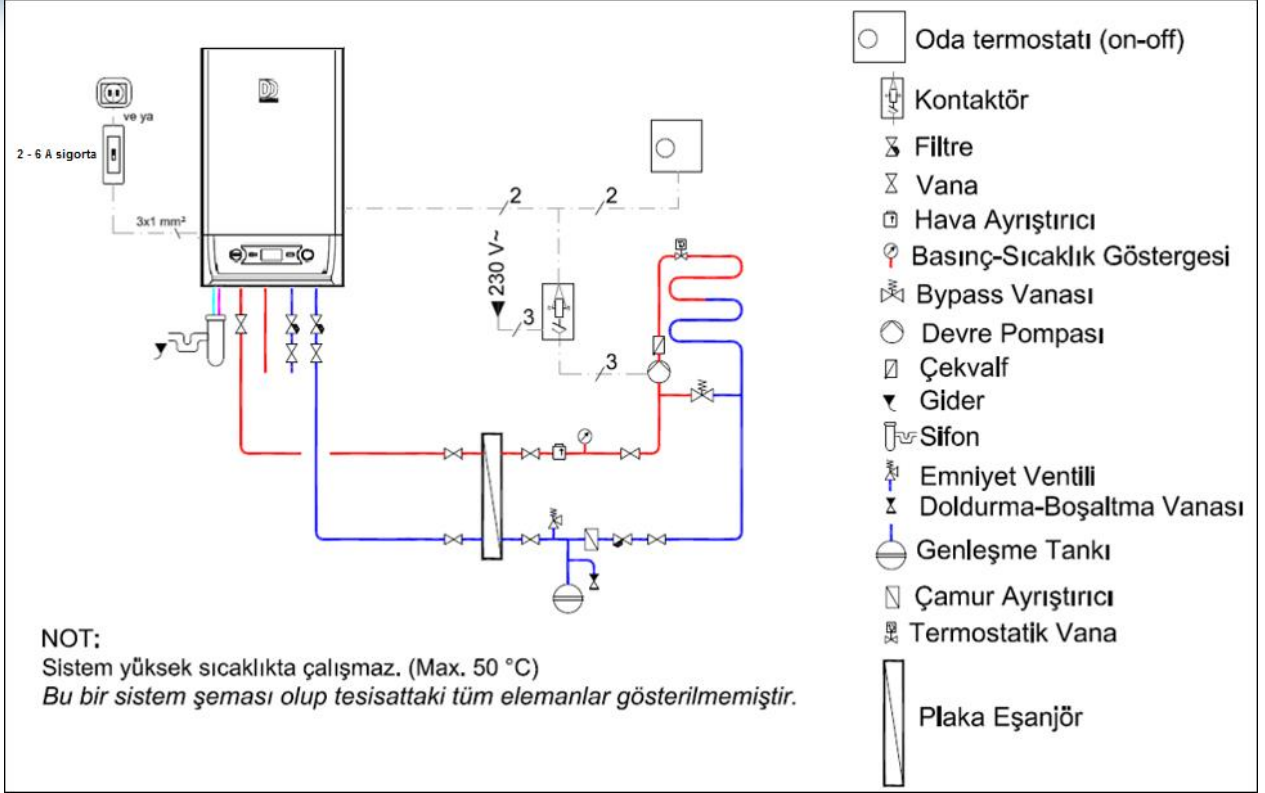 ve ya
2 - 6 A sigorta
3x1 mm²
2
2
230 V~
3
3
NOT:
Sistem yüksek sıcaklıkta çalışmaz. (Max. 50 °C)
Bu bir sistem şeması olup tesisattaki tüm elemanlar gösterilmemiştir.
Oda termostatı (on-off)
Kontaktör
Filtre
Vana
Hava Ayrıştırıcı
Basınç-Sıcaklık Göstergesi
Bypass Vanası
Devre Pompası
Çekvalf
Gider
Sifon
Emniyet Ventili
Doldurma-Boşaltma Vanası
Genleşme Tankı
Çamur Ayrıştırıcı
Termostatik Vana
Plaka Eşanjör